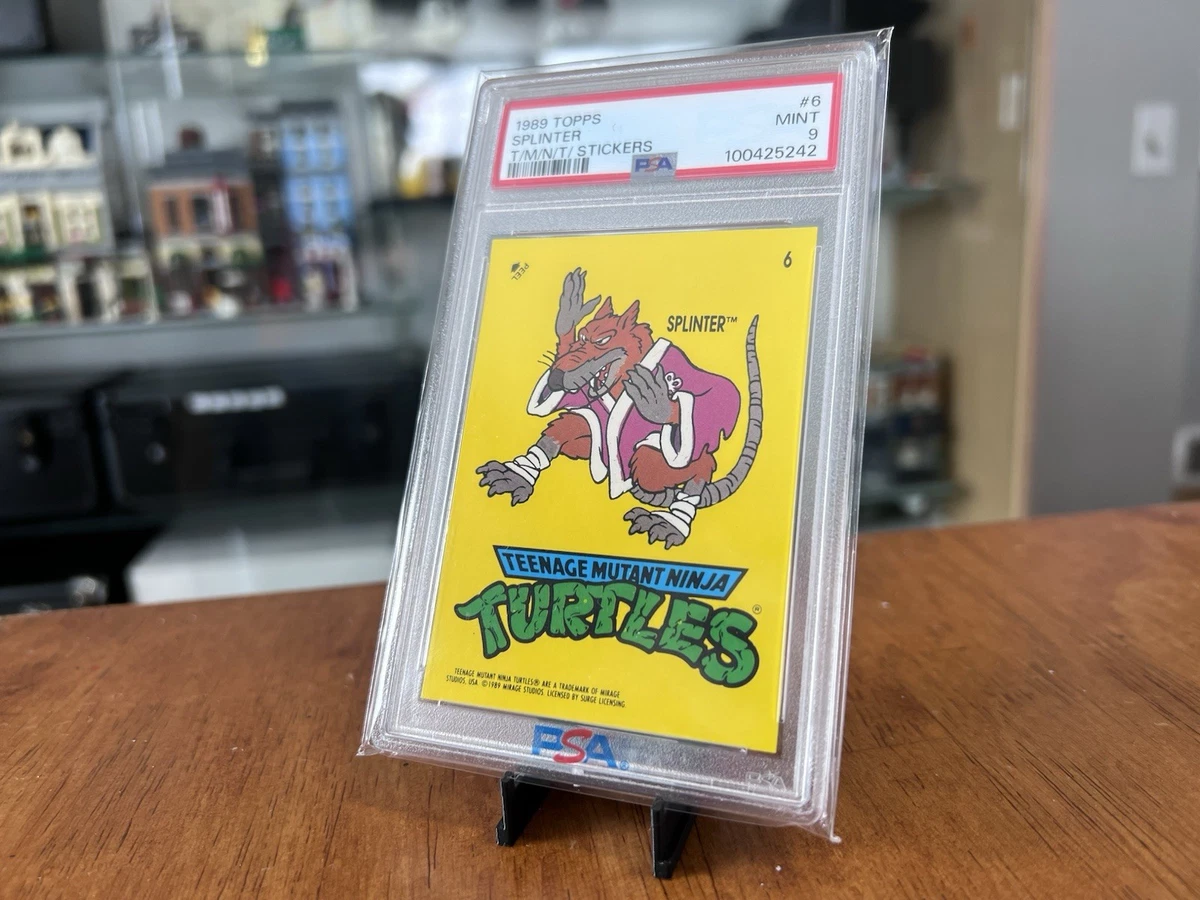 1989 TOPPS #6
SPLINTER MINT
T/M/N/T/ STICKERS 9
PSA 100425242
PEEL 6
SPLINTER™
TEENAGE MUTANT NINJA
TURTLES®
TEENAGE MUTANT NINJA TURTLES® ARE A TRADEMARK OF MIRAGE
STUDIOS, USA ©1989 MIRAGE STUDIOS LICENSED BY SURGE LICENSING
PSA®